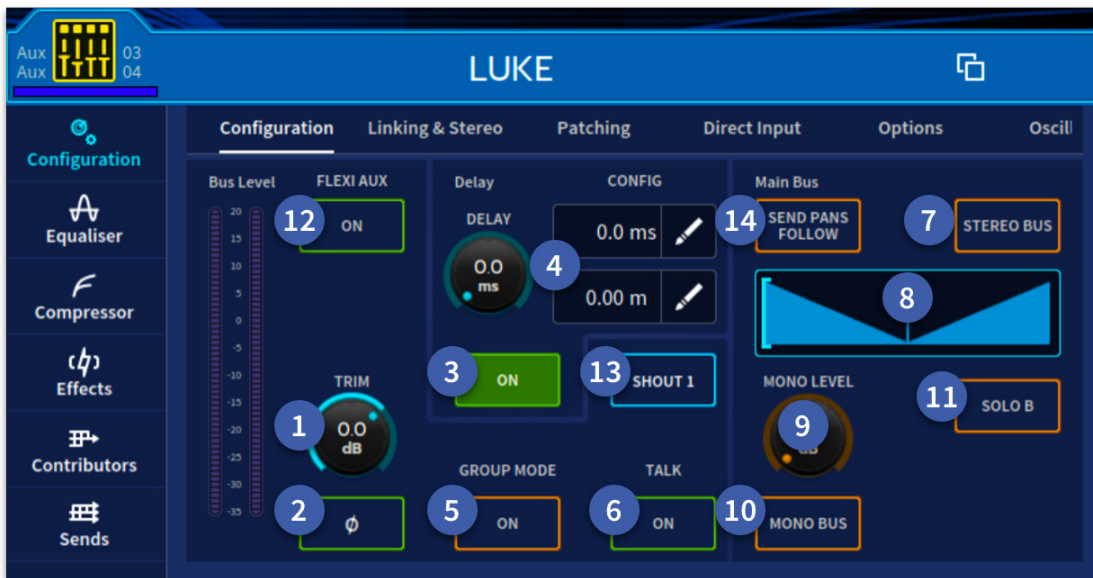 Aux 03
Aux 04
LUKE
Configuration
Equaliser
Compressor
Effects
Contributors
Sends
Configuration Linking & Stereo Patching Direct Input Options Oscill
Bus Level FLEXI AUX
12 ON
20
15
10
5
0
-5
-10
-15
-20
-25
-30
-35
TRIM
1 0.0
dB
2 ϕ
Delay CONFIG
DELAY
0.0
ms
4
0.0 ms
0.00 m
3 ON
13 SHOUT 1
GROUP MODE
5 ON
TALK
6 ON
Main Bus
14 SEND PANS
FOLLOW
7 STEREO BUS
8
MONO LEVEL
9
11 SOLO B
10 MONO BUS